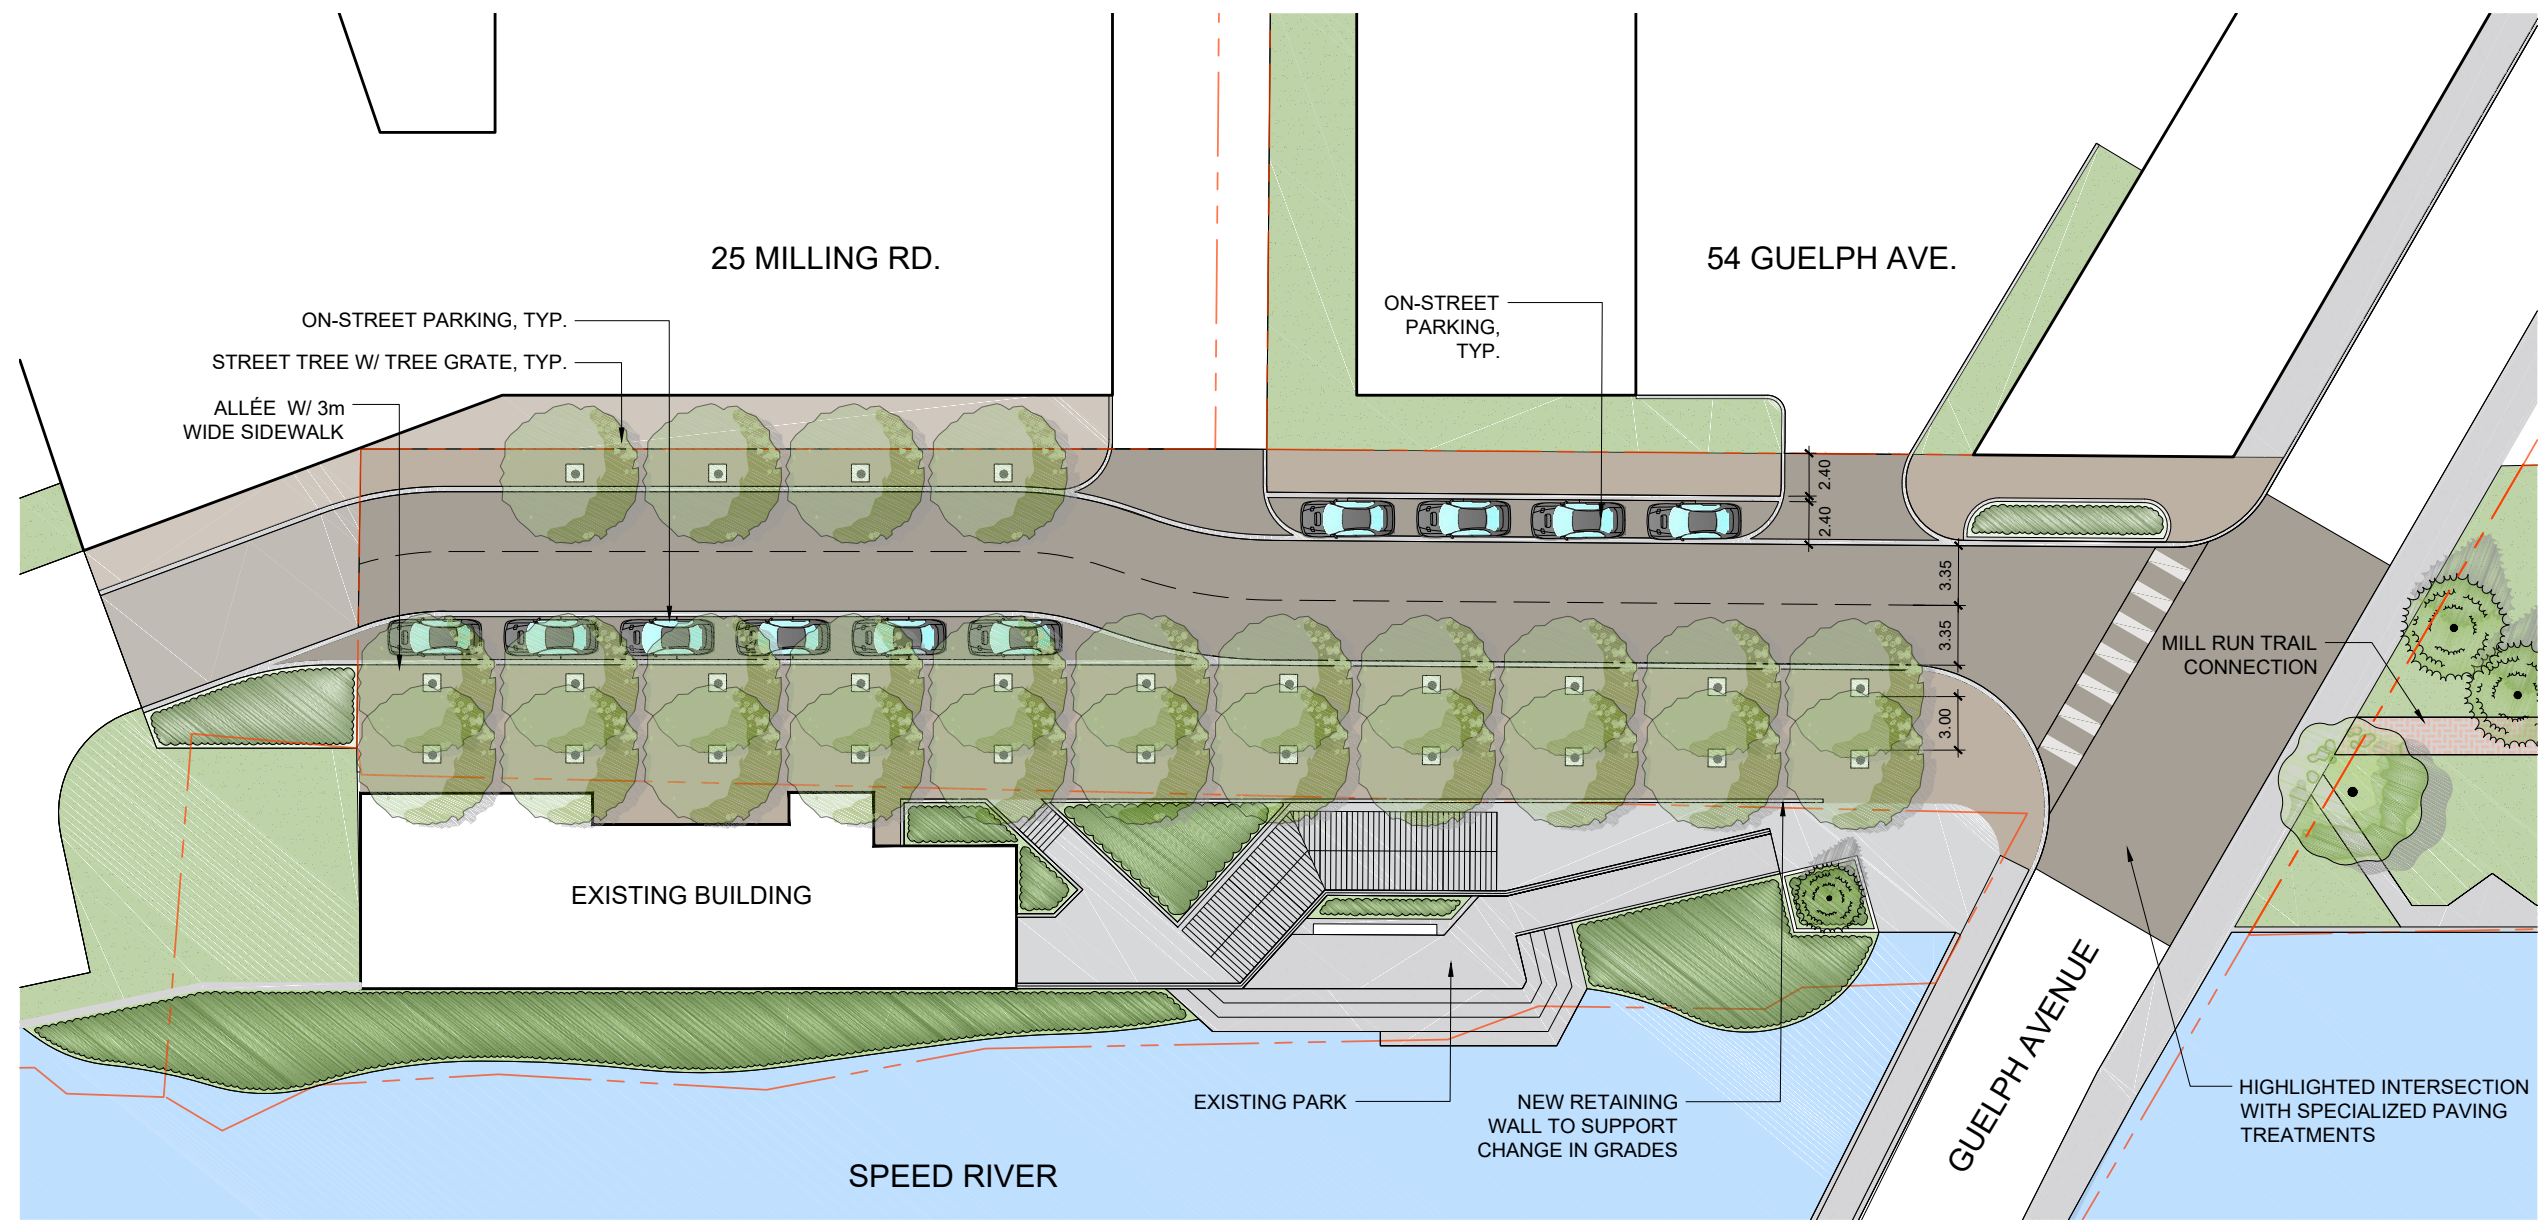 25 MILLING RD.
54 GUELPH AVE.
ON-STREET PARKING, TYP.
STREET TREE W/ TREE GRATE, TYP.
ALLÉE W/ 3m
WIDE SIDEWALK
ON-STREET
PARKING,
TYP.
2.40
2.40
3.35
3.35
3.00
MILL RUN TRAIL
CONNECTION
EXISTING BUILDING
EXISTING PARK
NEW RETAINING
WALL TO SUPPORT
CHANGE IN GRADES
SPEED RIVER
GUELPH AVENUE
HIGHLIGHTED INTERSECTION
WITH SPECIALIZED PAVING
TREATMENTS